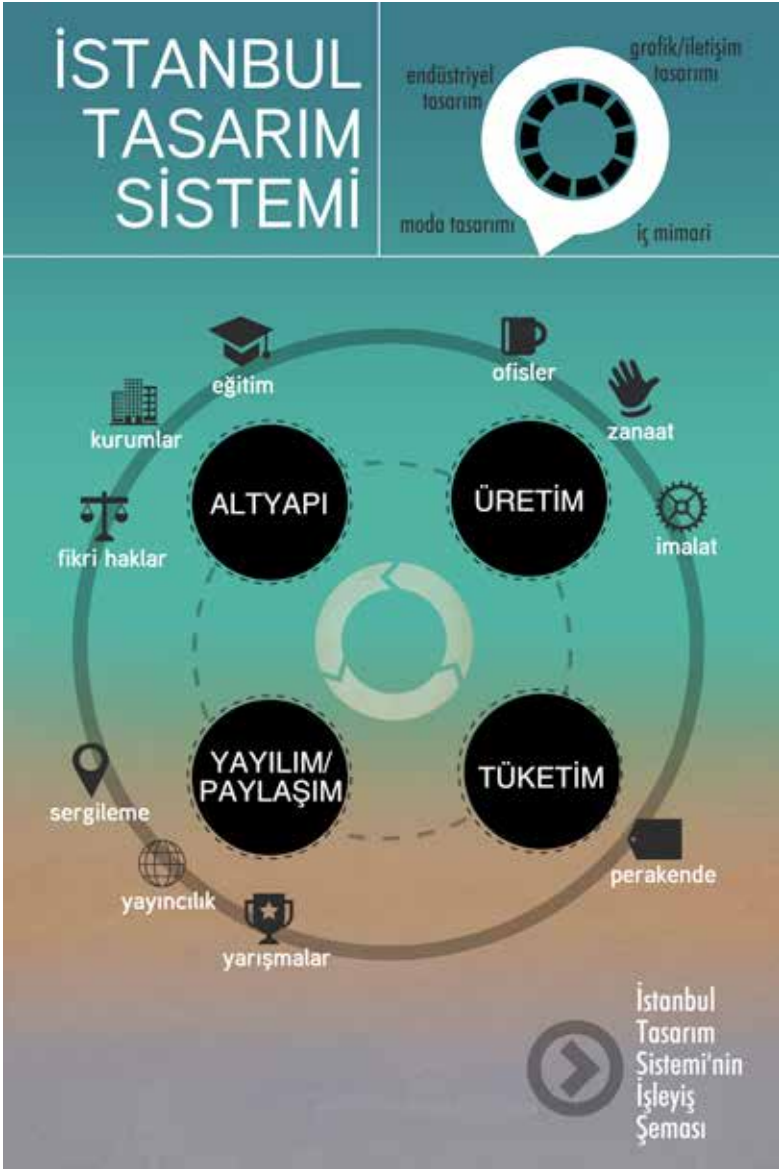 İSTANBUL
TASARIM
SİSTEMİ
endüstriyel
tasarım
grafik/iletişim
tasarımı
moda tasarımı
iç mimari
eğitim
kurumlar
fikri haklar
ALTYAPI
ofisler
zanaat
imalat
ÜRETİM
YAYILIM/
PAYLAŞIM
sergileme
yayıncılık
yarışmalar
TÜKETİM
perakende
İstanbul
Tasarım
Sistemi'nin
İşleyiş
Şeması